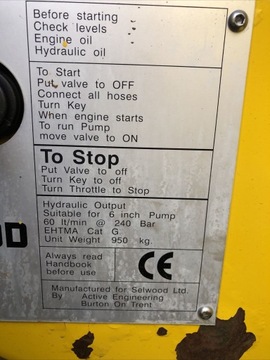 Before starting
Check levels
Engine oil
Hydraulic oil
To Start
Put valve to OFF
Connect all hoses
Turn Key
When engine starts
To run Pump
move valve to ON
To Stop
Put Valve to off
Turn Key to off
Turn Throttle to Stop
Hydraulic Output
Suitable for 6 inch Pump
60 lt/min @ 240 Bar
EHTMA Cat G
Unit Weight 950 kg.
Always read
Handbook
before use
CE
Manufactured for Selwood Ltd.
By Active Engineering
Burton On Trent